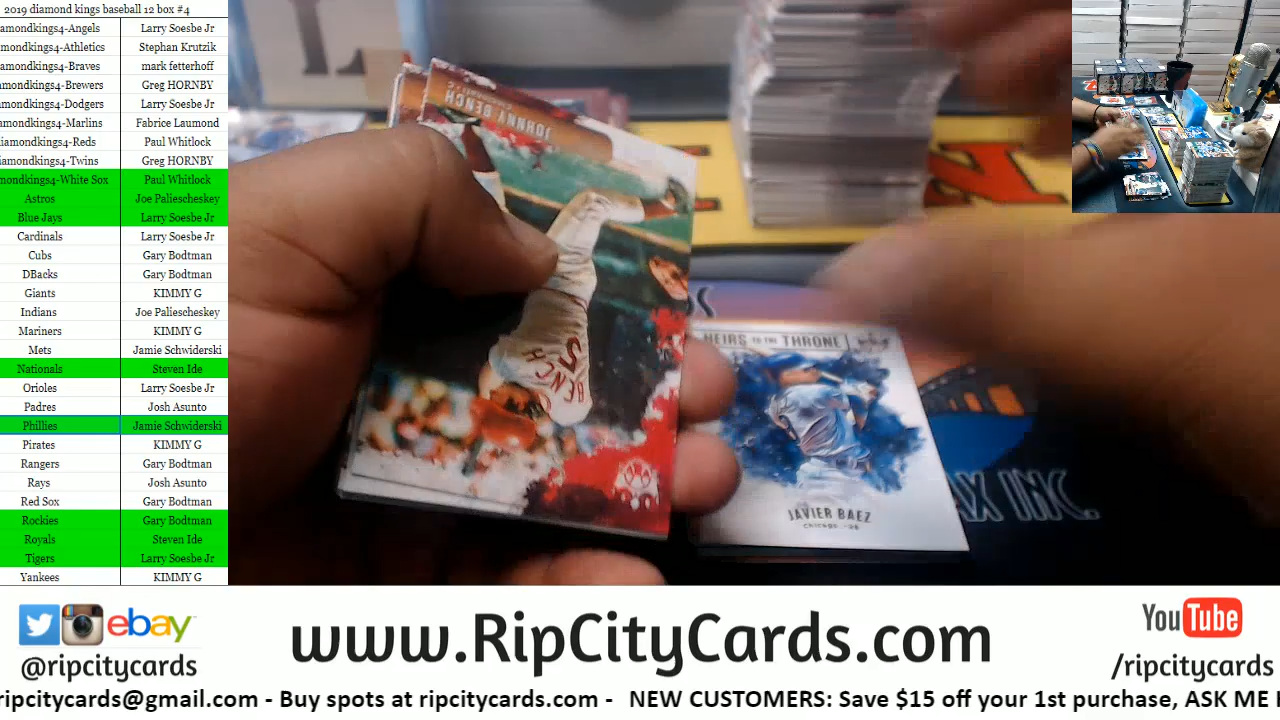 2019 diamond kings baseball 12 box #4
amondkings4-Angels Larry Soesbe Jr
mondkings4-Athletics Stephan Krutzik
amondkings4-Braves mark fetterhoff
amondkings4-Brewers Greg HORNBY
amondkings4-Dodgers Larry Soesbe Jr
amondkings4-Marlins Fabrice Laumond
iamondkings4-Reds Paul Whitlock
iamondkings4-Twins Greg HORNBY
mondkings4-White Sox Paul Whitlock
Astros Joe Paliescheskey
Blue Jays Larry Soesbe Jr
Cardinals Larry Soesbe Jr
Cubs Gary Bodtman
DBacks Gary Bodtman
Giants KIMMY G
Indians Joe Paliescheskey
Mariners KIMMY G
Mets Jamie Schwiderski
Nationals Steven Ide
Orioles Larry Soesbe Jr
Padres Josh Asunto
Phillies Jamie Schwiderski
Pirates KIMMY G
Rangers Gary Bodtman
Rays Josh Asunto
Red Sox Gary Bodtman
Rockies Gary Bodtman
Royals Steven Ide
Tigers Larry Soesbe Jr
Yankees KIMMY G
JOHNNY BENCH
BENCH
5
HEIRS TO THE THRONE
JAVIER BAEZ
AX INC.
ebay
@ripcitycards
www.RipCityCards.com
YouTube
/ripcitycards
ripcitycards@gmail.com - Buy spots at ripcitycards.com - NEW CUSTOMERS: Save $15 off your 1st purchase, ASK ME